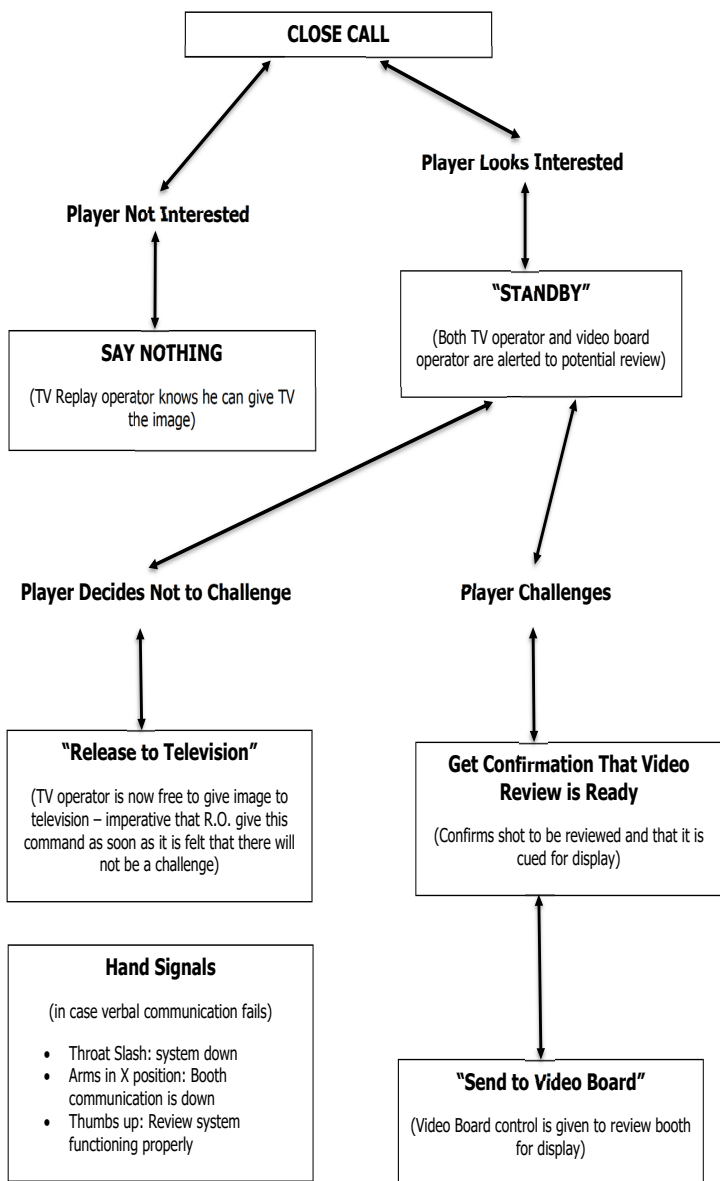 CLOSE CALL
Player Looks Interested
Player Not Interested
“STANDBY”
(Both TV operator and video board
operator are alerted to potential review)
SAY NOTHING
(TV Replay operator knows he can give TV
the image)
Player Decides Not to Challenge
Player Challenges
“Release to Television”
(TV operator is now free to give image to
television – imperative that R.O. give this
command as soon as it is felt that there will
not be a challenge)
Get Confirmation That Video
Review is Ready
(Confirms shot to be reviewed and that it is
cued for display)
Hand Signals
(in case verbal communication fails)
• Throat Slash: system down
• Arms in X position: Booth
communication is down
• Thumbs up: Review system
functioning properly
“Send to Video Board”
(Video Board control is given to review booth
for display)